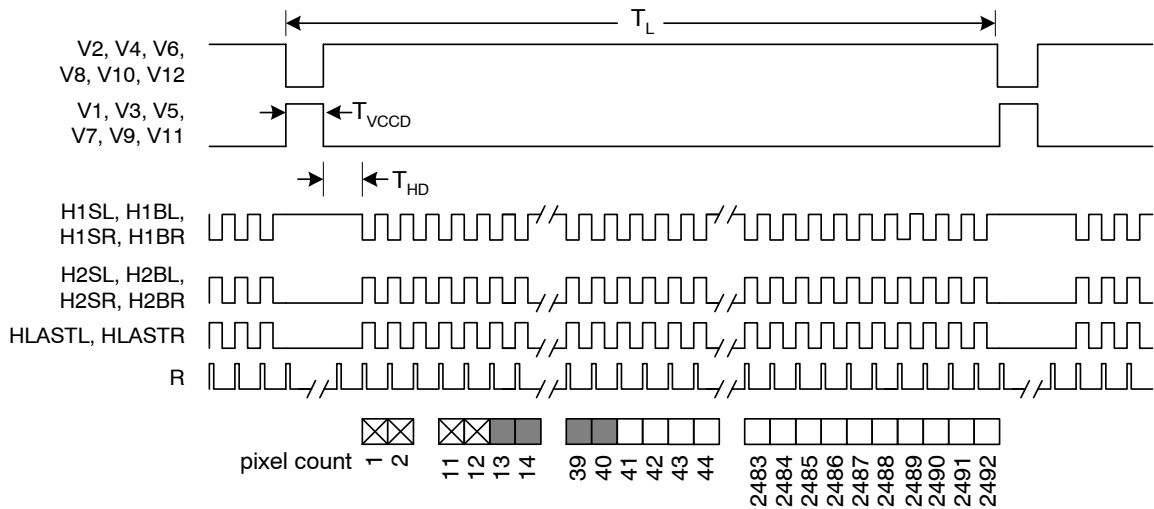 T_L
V2, V4, V6,
V8, V10, V12
V1, V3, V5,
V7, V9, V11
T_VCCD
T_HD
H1SL, H1BL,
H1SR, H1BR
H2SL, H2BL,
H2SR, H2BR
HLASTL, HLASTR
R
pixel count 1 2 11 12 13 14 39 40 41 42 43 44 2483 2484 2485 2486 2487 2488 2489 2490 2491 2492